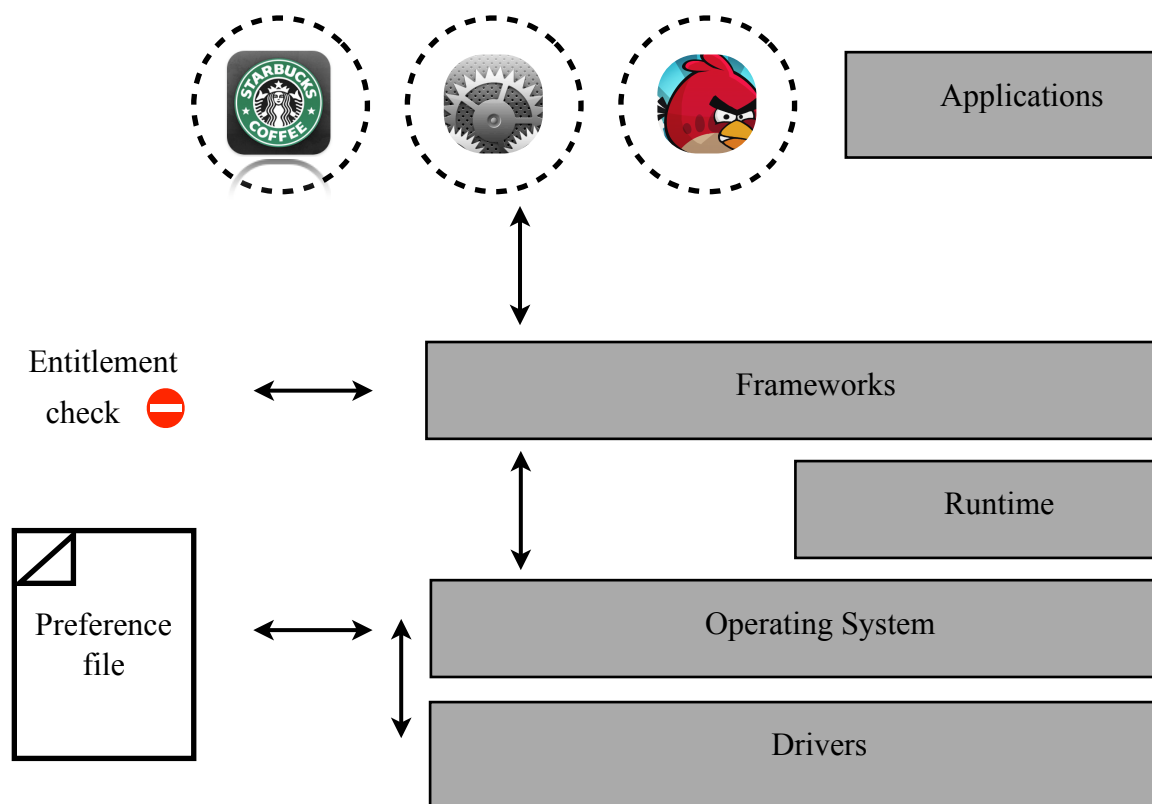 STARBUCKS
COFFEE
Applications
Entitlement
check
Frameworks
Runtime
Preference
file
Operating System
Drivers